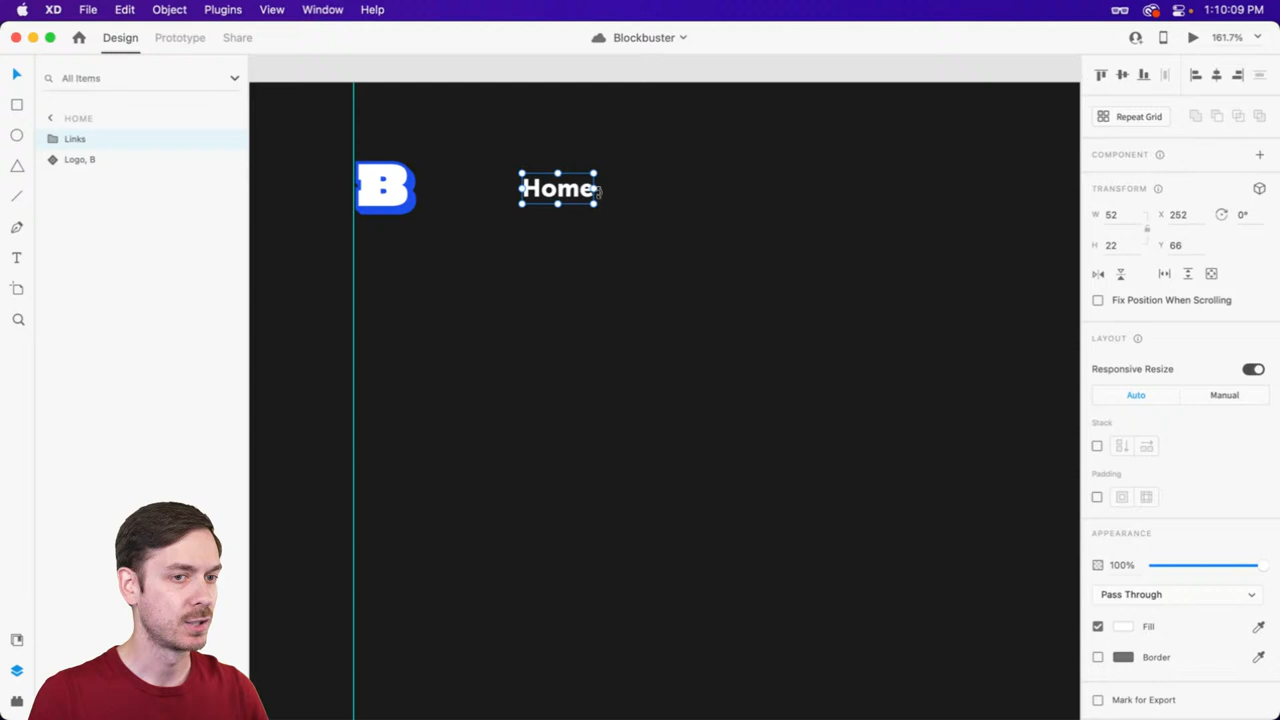 XD File Edit Object Plugins View Window Help 1:10:09 PM
Design Prototype Share Blockbuster 161.7%
All Items
HOME
Links
Logo, B
B
Home
Repeat Grid
COMPONENT
TRANSFORM
W 52 X 252 0°
H 22 Y 66
Fix Position When Scrolling
LAYOUT
Responsive Resize
Auto Manual
Stack
Padding
APPEARANCE
100%
Pass Through
Fill
Border
Mark for Export